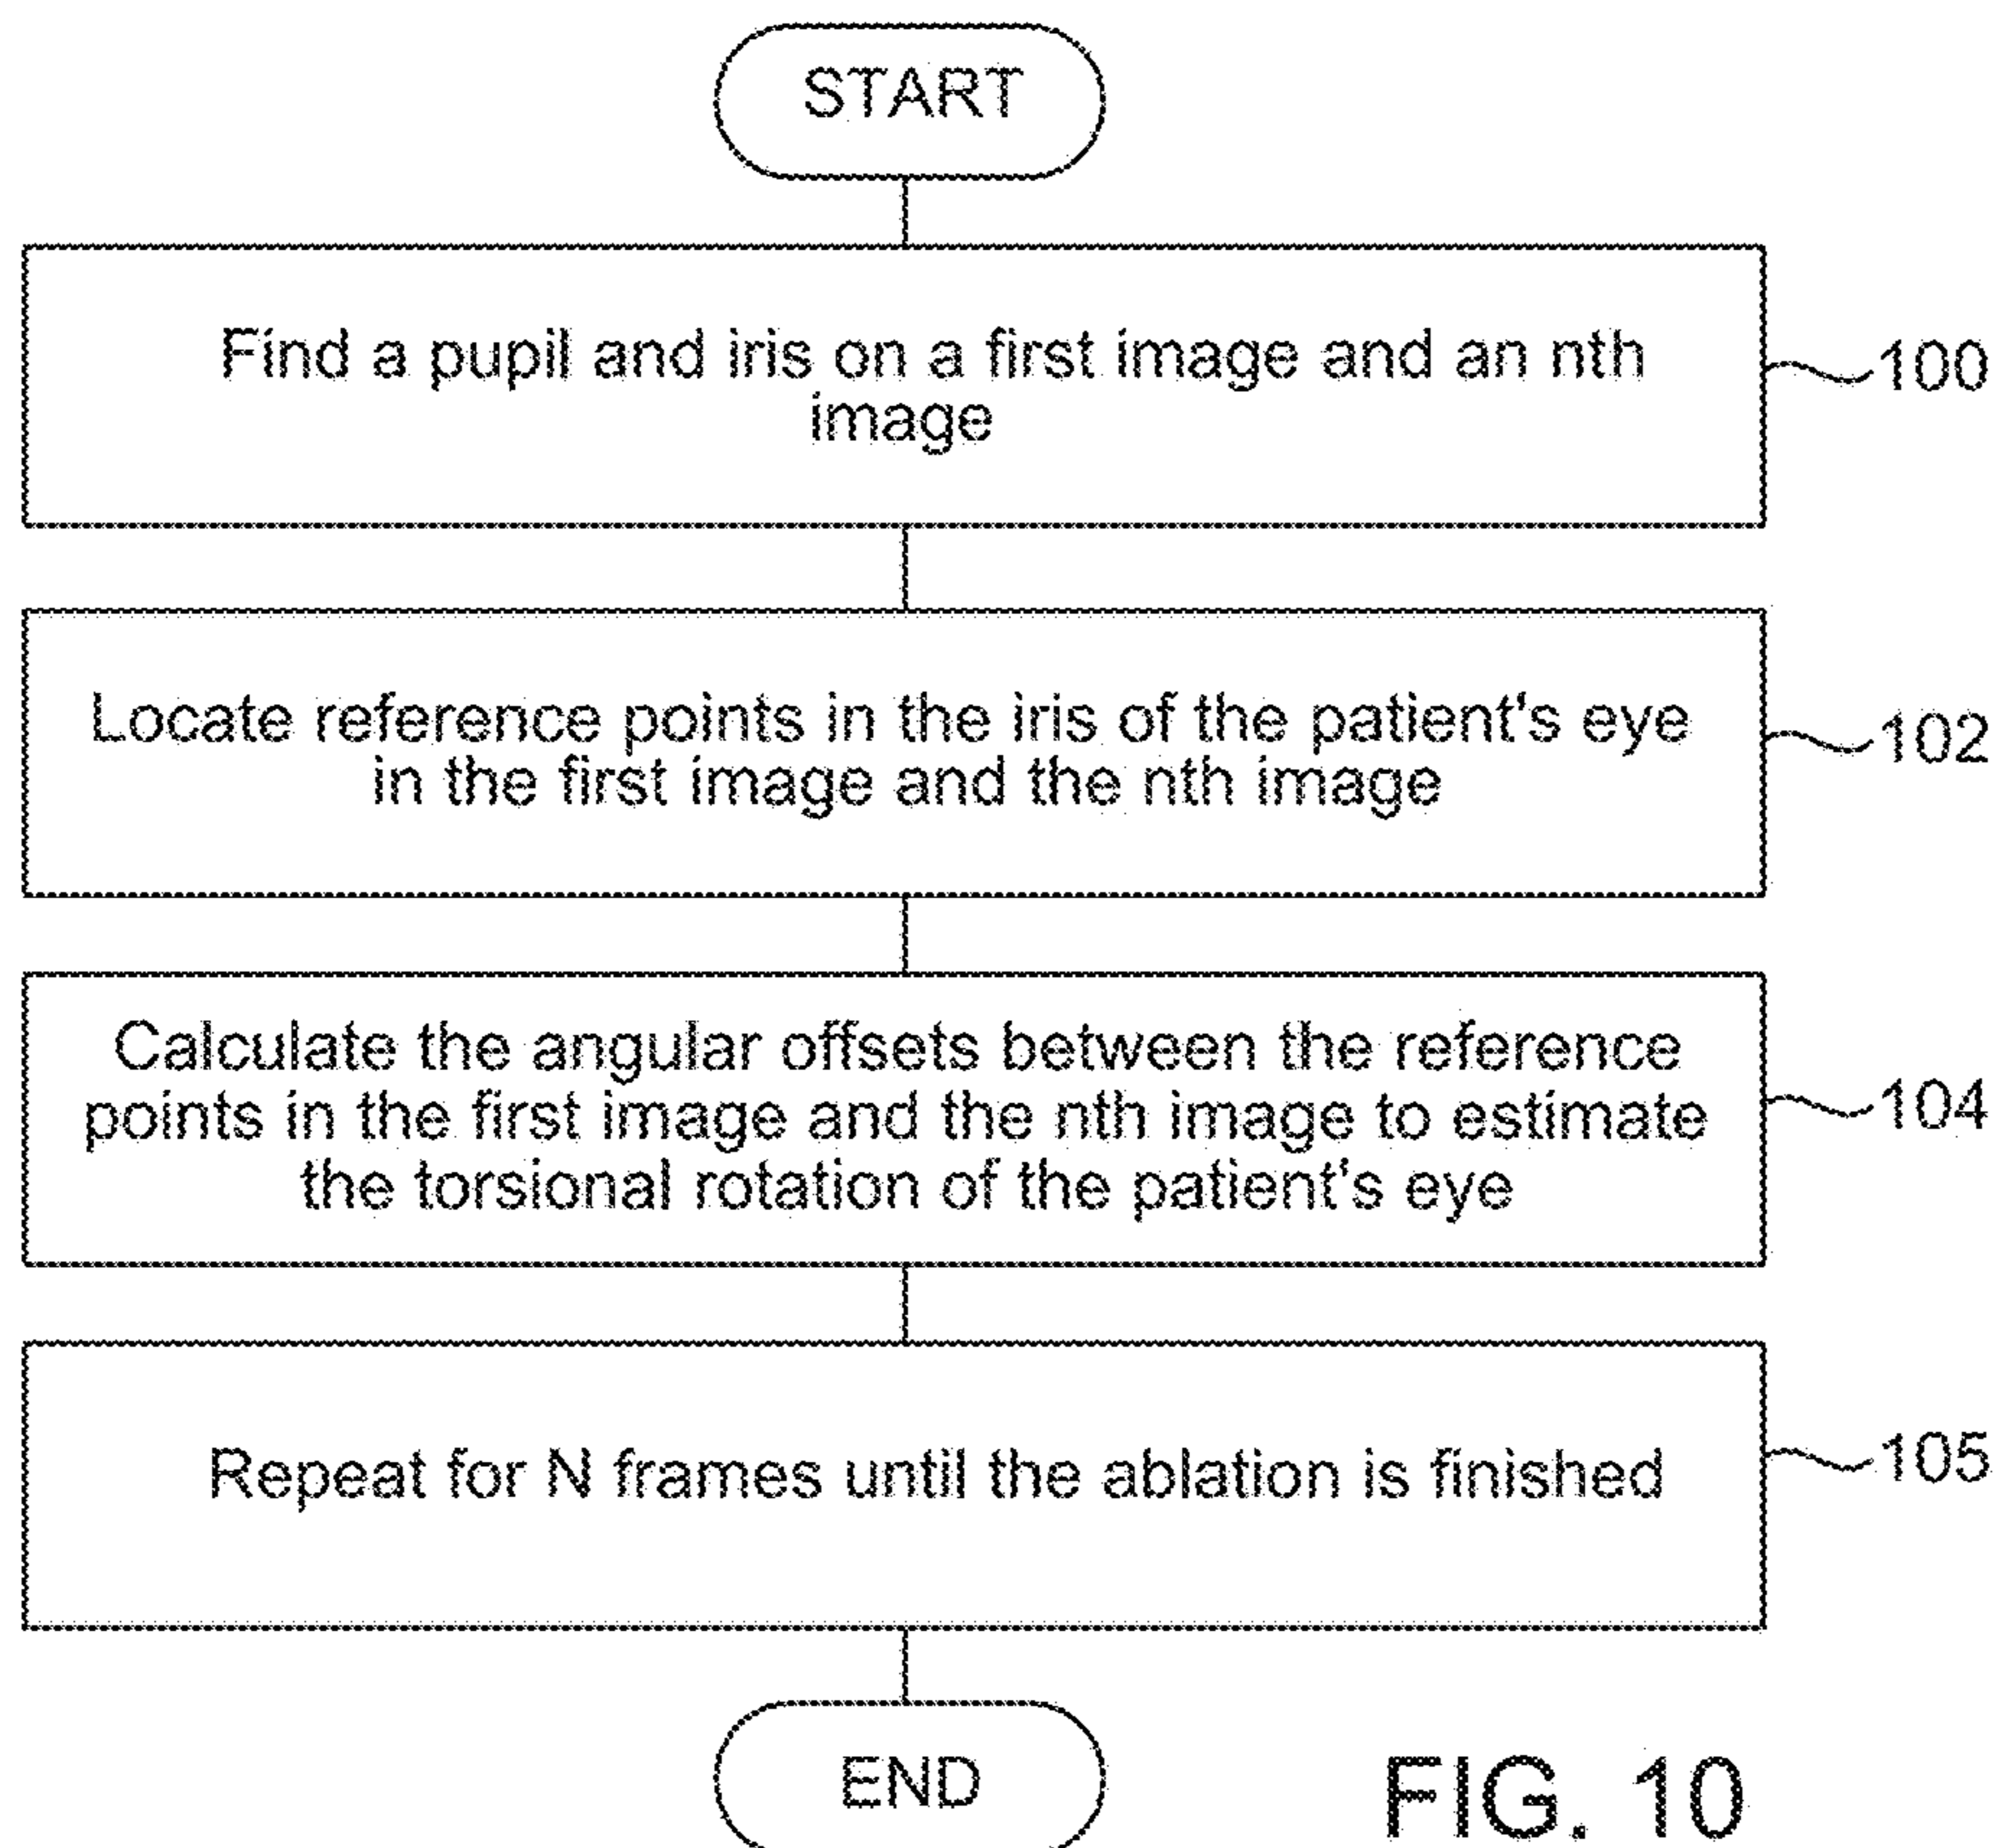 START
Find a pupil and iris on a first image and an nth
image
100
Locate reference points in the iris of the patient's eye
in the first image and the nth image
102
Calculate the angular offsets between the reference
points in the first image and the nth image to estimate
the torsional rotation of the patient's eye
104
Repeat for N frames until the ablation is finished
105
END
FIG. 10